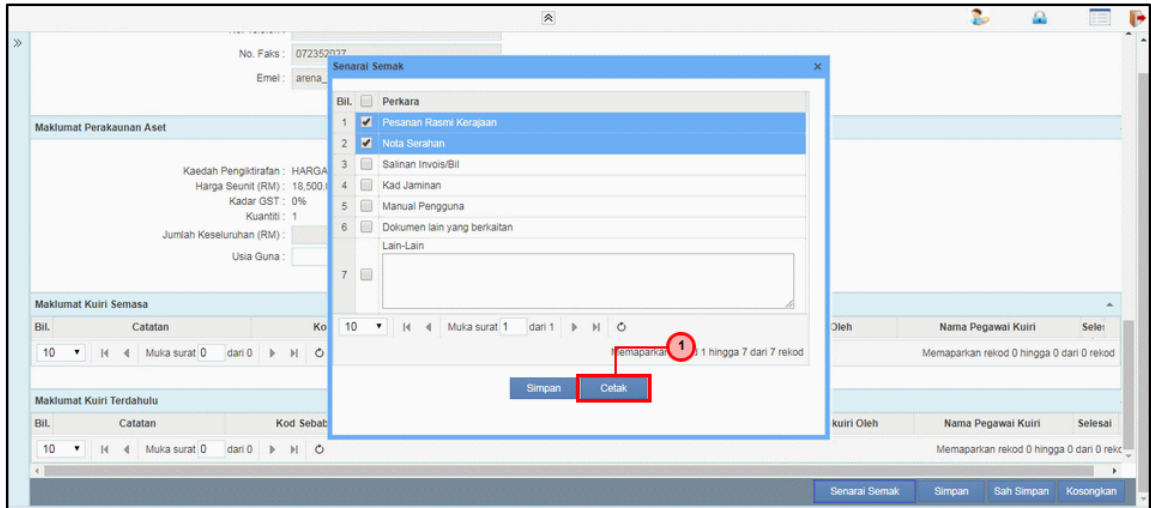 No. Faks : 072352027
Emel : arena_
Maklumat Perakaunan Aset
Kaedah Pengiktirafan : HARGA
Harga Seunit (RM) : 18,500.
Kadar GST : 0%
Kuantiti : 1
Jumlah Keseluruhan (RM) :
Usia Guna :
Maklumat Kuiri Semasa
Bil. Catatan Ko Oleh Nama Pegawai Kuiri Seles
10 Muka surat 0 dari 0 Memaparkan rekod 0 hingga 0 dari 0 rekod
Maklumat Kuiri Terdahulu
Bil. Catatan Kod Sebab kuiri Oleh Nama Pegawai Kuiri Selesai
10 Muka surat 0 dari 0 Memaparkan rekod 0 hingga 0 dari 0 reko
Senarai Semak
Bil. Perkara
1 Pesanan Rasmi Kerajaan
2 Nota Serahan
3 Salinan Invois/Bil
4 Kad Jaminan
5 Manual Pengguna
6 Dokumen lain yang berkaitan
Lain-Lain
7
10 Muka surat 1 dari 1
1
Memaparkan 1 hingga 7 dari 7 rekod
Simpan Cetak
Senarai Semak Simpan Sah Simpan Kosongkan